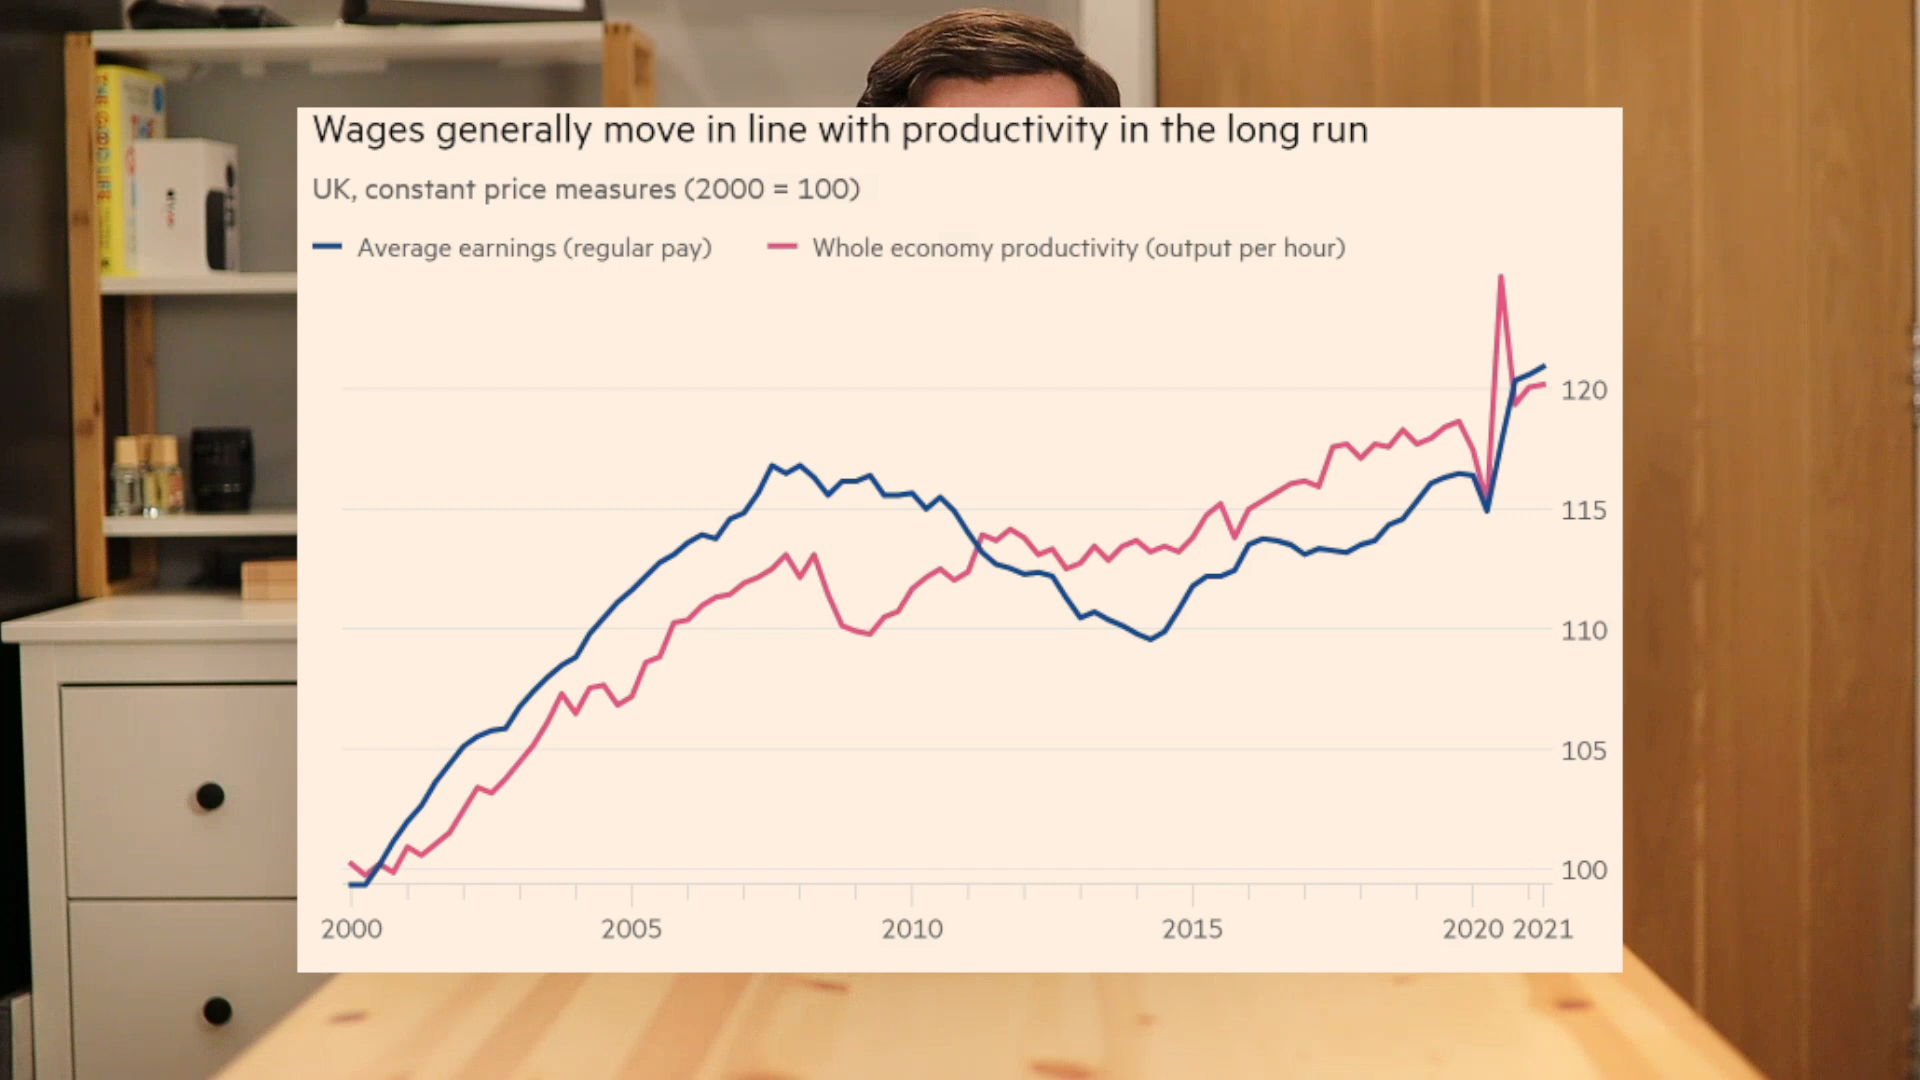 Wages generally move in line with productivity in the long run
UK, constant price measures (2000 = 100)
Average earnings (regular pay) Whole economy productivity (output per hour)
120
115
110
105
100
2000 2005 2010 2015 2020 2021